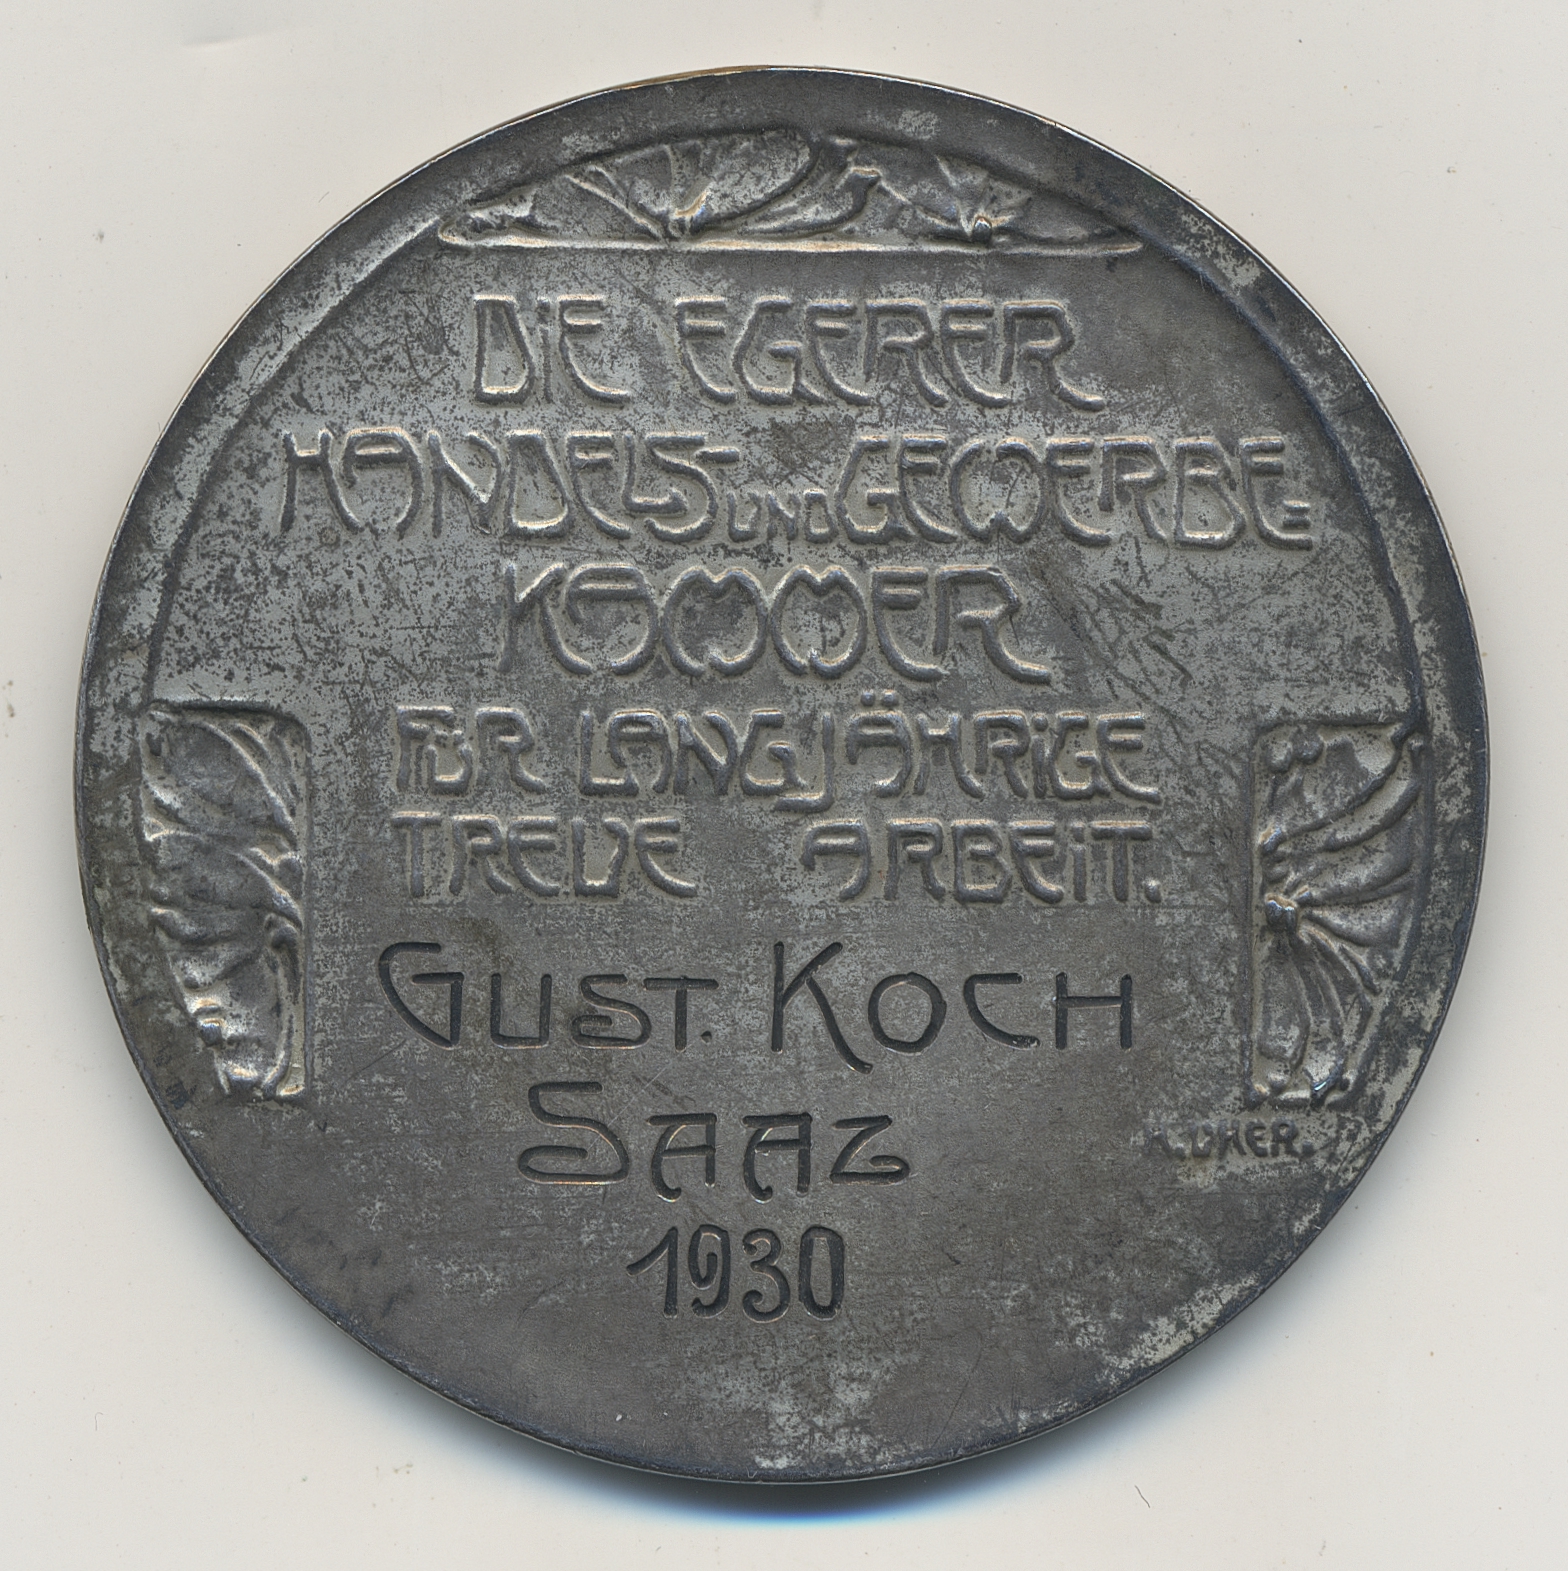 DIE EGERER
HANDELS- UND GEWERBE=
KAMMER
FÜR LANGJÄHRIGE
TREUE ARBEIT.
GUST. KOCH
SAAZ
1930